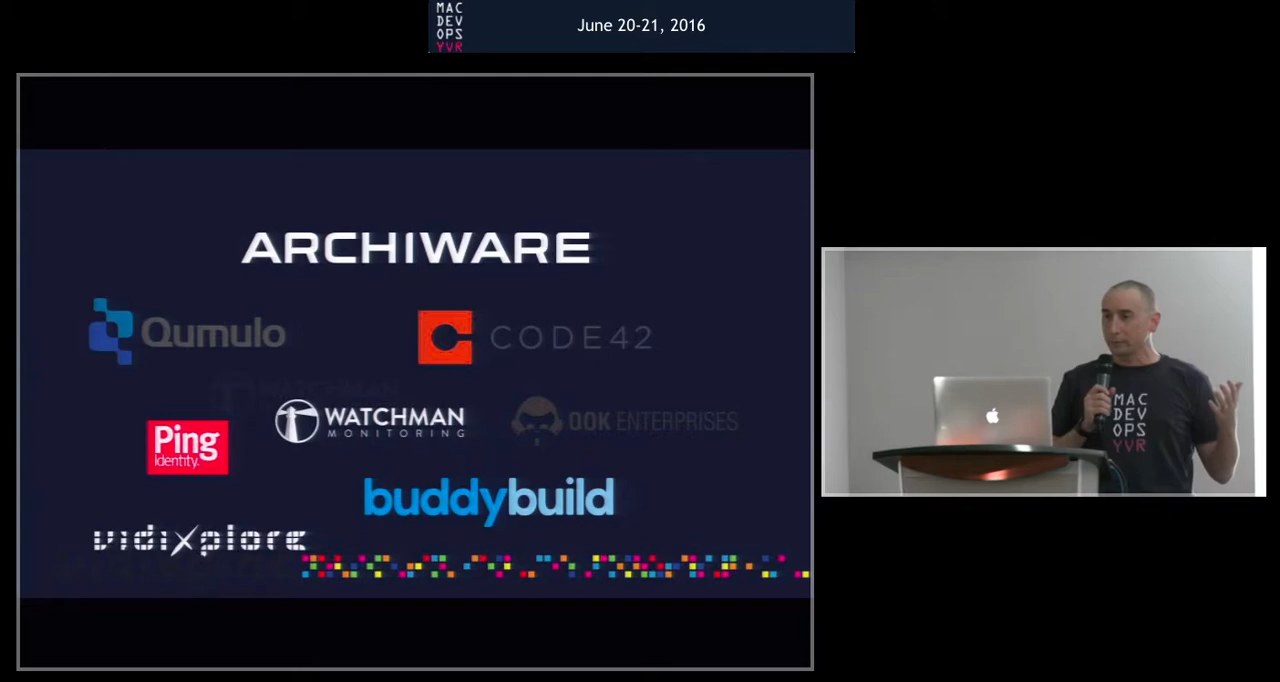 MAC
DEV
OPS
YVR
June 20-21, 2016
ARCHIWARE
Qumulo
CODE42
Ping
Identity.
WATCHMAN
MONITORING
OOK ENTERPRISES
buddybuild
vidiXplore
MAC
DEV
OPS
YVR